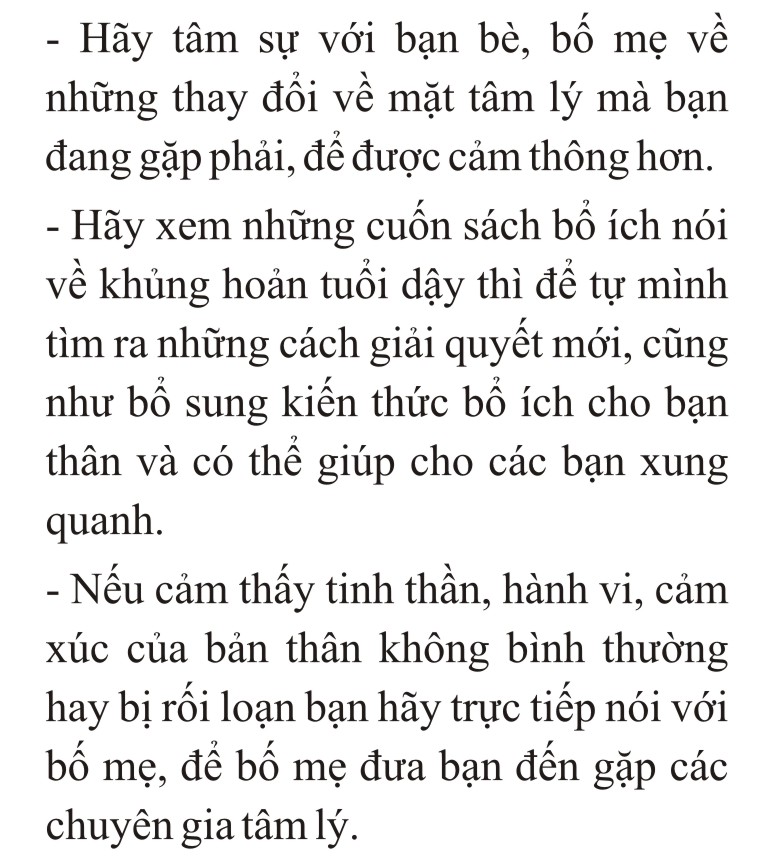 - Hãy tâm sự với bạn bè, bố mẹ về
những thay đổi về mặt tâm lý mà bạn
đang gặp phải, để được cảm thông hơn.
- Hãy xem những cuốn sách bổ ích nói
về khủng hoản tuổi dậy thì để tự mình
tìm ra những cách giải quyết mới, cũng
như bổ sung kiến thức bổ ích cho bạn
thân và có thể giúp cho các bạn xung
quanh.
- Nếu cảm thấy tinh thần, hành vi, cảm
xúc của bản thân không bình thường
hay bị rối loạn bạn hãy trực tiếp nói với
bố mẹ, để bố mẹ đưa bạn đến gặp các
chuyên gia tâm lý.